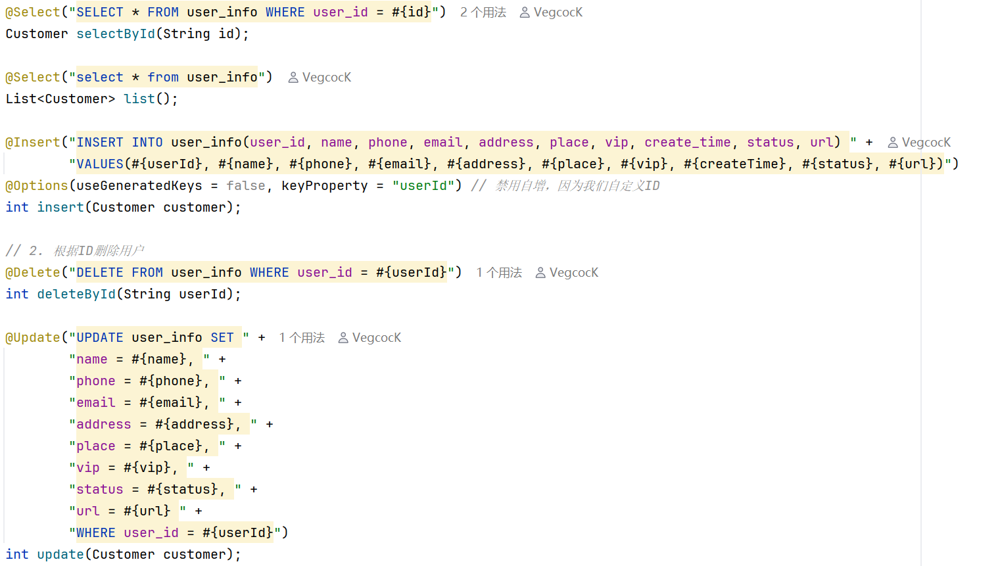 @Select("SELECT * FROM user_info WHERE user_id = #{id}")  2 个用法  VegcocK
Customer selectById(String id);
@Select("select * from user_info")  VegcocK
List<Customer> list();
@Insert("INSERT INTO user_info(user_id, name, phone, email, address, place, vip, create_time, status, url) " +  VegcocK
"VALUES(#{userId}, #{name}, #{phone}, #{email}, #{address}, #{place}, #{vip}, #{createTime}, #{status}, #{url})")
@Options(useGeneratedKeys = false, keyProperty = "userId") // 禁用自增，因为我们自定义ID
int insert(Customer customer);
// 2. 根据ID删除用户
@Delete("DELETE FROM user_info WHERE user_id = #{userId}")  1 个用法  VegcocK
int deleteById(String userId);
@Update("UPDATE user_info SET " +  1 个用法  VegcocK
"name = #{name}, " +
"phone = #{phone}, " +
"email = #{email}, " +
"address = #{address}, " +
"place = #{place}, " +
"vip = #{vip}, " +
"status = #{status}, " +
"url = #{url} " +
"WHERE user_id = #{userId}")
int update(Customer customer);